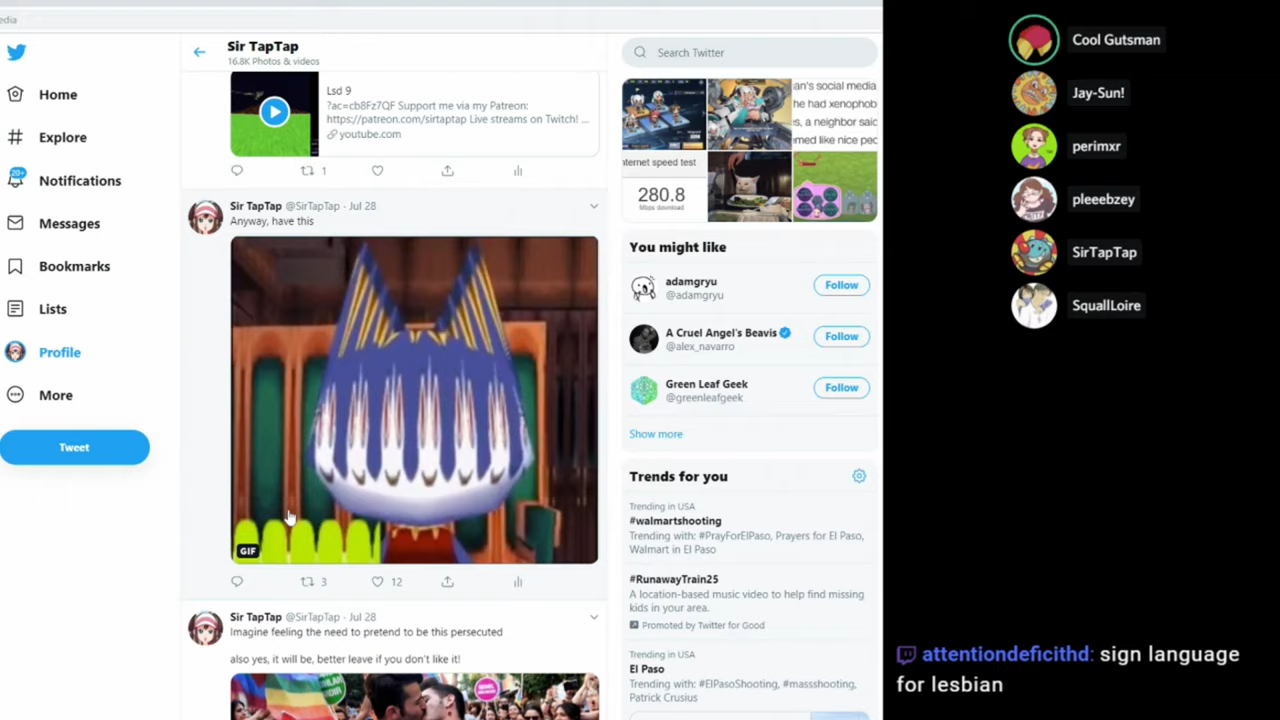 edia
Home
Explore
20+
Notifications
Messages
Bookmarks
Lists
Profile
More
Tweet
Sir TapTap
16.8K Photos & videos
Lsd 9
?ac=cb8Fz7QF Support me via my Patreon:
https://patreon.com/sirtaptap Live streams on Twitch! ...
youtube.com
1
Sir TapTap @SirTapTap · Jul 28
Anyway, have this
GIF
3
12
Sir TapTap @SirTapTap · Jul 28
Imagine feeling the need to pretend to be this persecuted
also yes, it will be, better leave if you don't like it!
Search Twitter
an's social media
he had xenophob
s, a neighbor said
med like nice peo
nternet speed test
280.8
Mbps download
You might like
adamgryu
@adamgryu
Follow
A Cruel Angel's Beavis
@alex_navarro
Follow
Green Leaf Geek
@greenleafgeek
Follow
Show more
Trends for you
Trending in USA
#walmartshooting
Trending with: #PrayForElPaso, Prayers for El Paso,
Walmart in El Paso
#RunawayTrain25
A location-based music video to help find missing
kids in your area.
Promoted by Twitter for Good
Trending in USA
El Paso
Trending with: #ElPasoShooting, #massshooting,
Patrick Crusius
Cool Gutsman
Jay-Sun!
perimxr
pleeebzey
SirTapTap
SquallLoire
attentiondeficithd: sign language
for lesbian